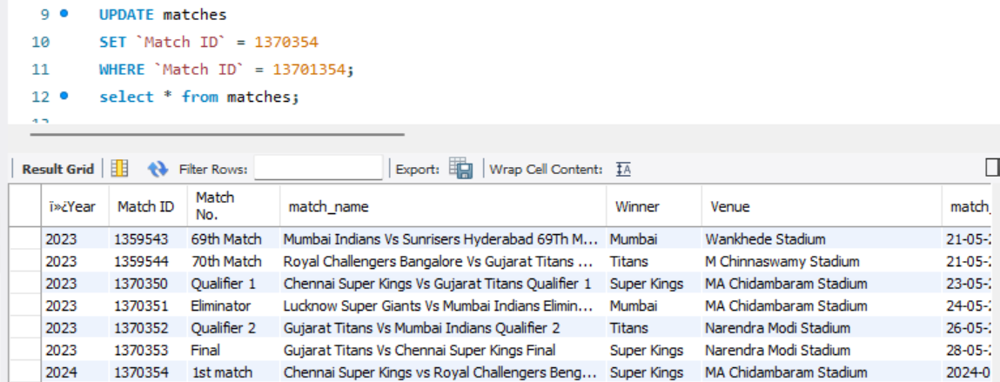 9 UPDATE matches
10 SET `Match ID` = 1370354
11 WHERE `Match ID` = 13701354;
12 select * from matches;
Result Grid Filter Rows: Export: Wrap Cell Content: IA
ï»¿Year Match ID Match No. match_name Winner Venue match_
2023 1359543 69th Match Mumbai Indians Vs Sunrisers Hyderabad 69Th M... Mumbai Wankhede Stadium 21-05-2
2023 1359544 70th Match Royal Challengers Bangalore Vs Gujarat Titans ... Titans M Chinnaswamy Stadium 21-05-2
2023 1370350 Qualifier 1 Chennai Super Kings Vs Gujarat Titans Qualifier 1 Super Kings MA Chidambaram Stadium 23-05-2
2023 1370351 Eliminator Lucknow Super Giants Vs Mumbai Indians Elimin... Mumbai MA Chidambaram Stadium 24-05-2
2023 1370352 Qualifier 2 Gujarat Titans Vs Mumbai Indians Qualifier 2 Titans Narendra Modi Stadium 26-05-2
2023 1370353 Final Gujarat Titans Vs Chennai Super Kings Final Super Kings Narendra Modi Stadium 28-05-2
2024 1370354 1st match Chennai Super Kings vs Royal Challengers Beng... Super Kings MA Chidambaram Stadium 2024-0